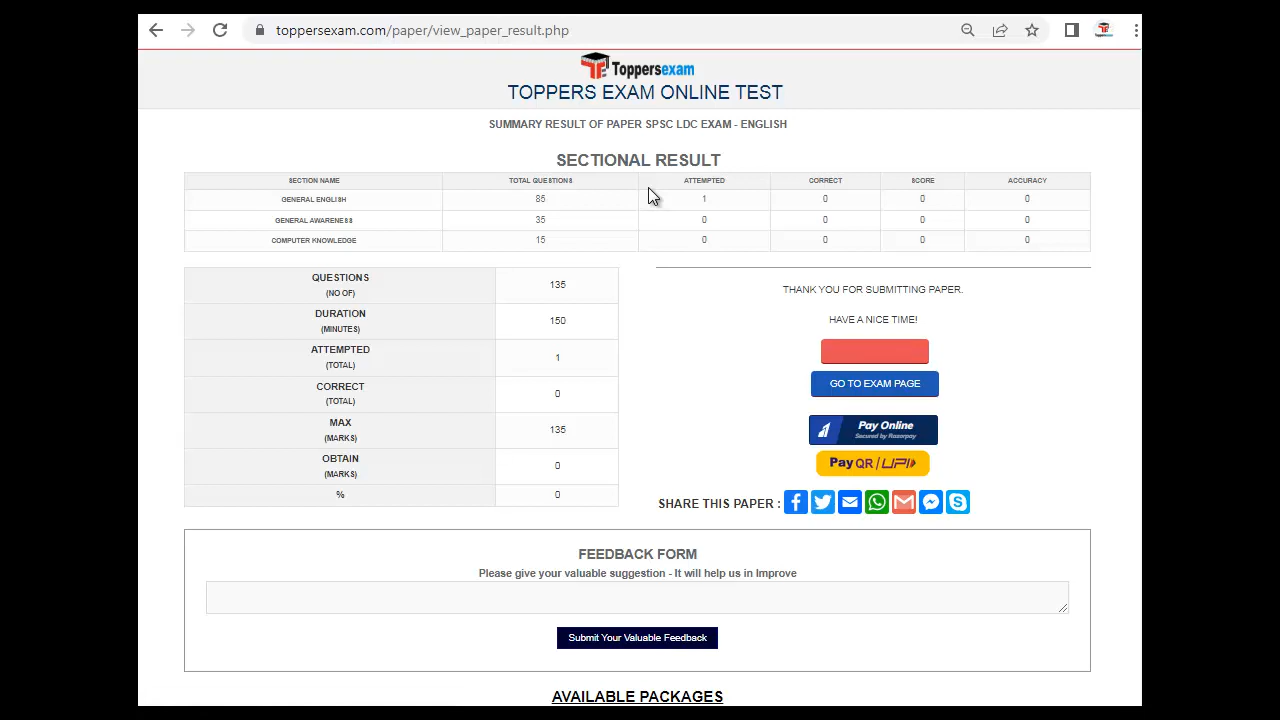 toppersexam.com/paper/view_paper_result.php
Toppersexam
Toppersexam
TOPPERS EXAM ONLINE TEST
SUMMARY RESULT OF PAPER SPSC LDC EXAM - ENGLISH
SECTIONAL RESULT
SECTION NAME TOTAL QUESTIONS ATTEMPTED CORRECT SCORE ACCURACY
GENERAL ENGLISH 85 1 0 0 0
GENERAL AWARENESS 35 0 0 0 0
COMPUTER KNOWLEDGE 15 0 0 0 0
QUESTIONS
(NO OF) 135
DURATION
(MINUTES) 150
ATTEMPTED
(TOTAL) 1
CORRECT
(TOTAL) 0
MAX
(MARKS) 135
OBTAIN
(MARKS) 0
% 0
THANK YOU FOR SUBMITTING PAPER.
HAVE A NICE TIME!
GO TO EXAM PAGE
Pay Online
Secured by Razorpay
Pay QR/UPI
SHARE THIS PAPER :
FEEDBACK FORM
Please give your valuable suggestion - It will help us in Improve
Submit Your Valuable Feedback
AVAILABLE PACKAGES